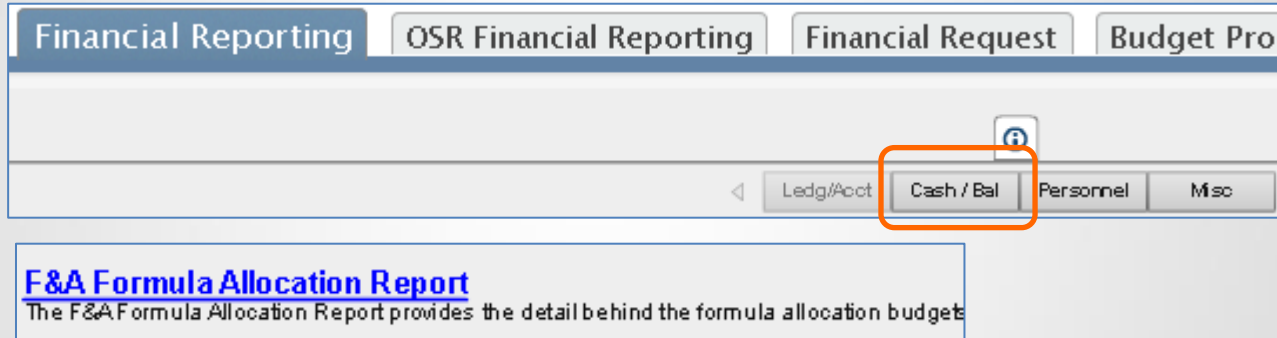 Financial Reporting OSR Financial Reporting Financial Request Budget Pro
Ledg/Acct Cash / Bal Personnel Misc
F&A Formula Allocation Report
The F&A Formula Allocation Report provides the detail behind the formula allocation budgets